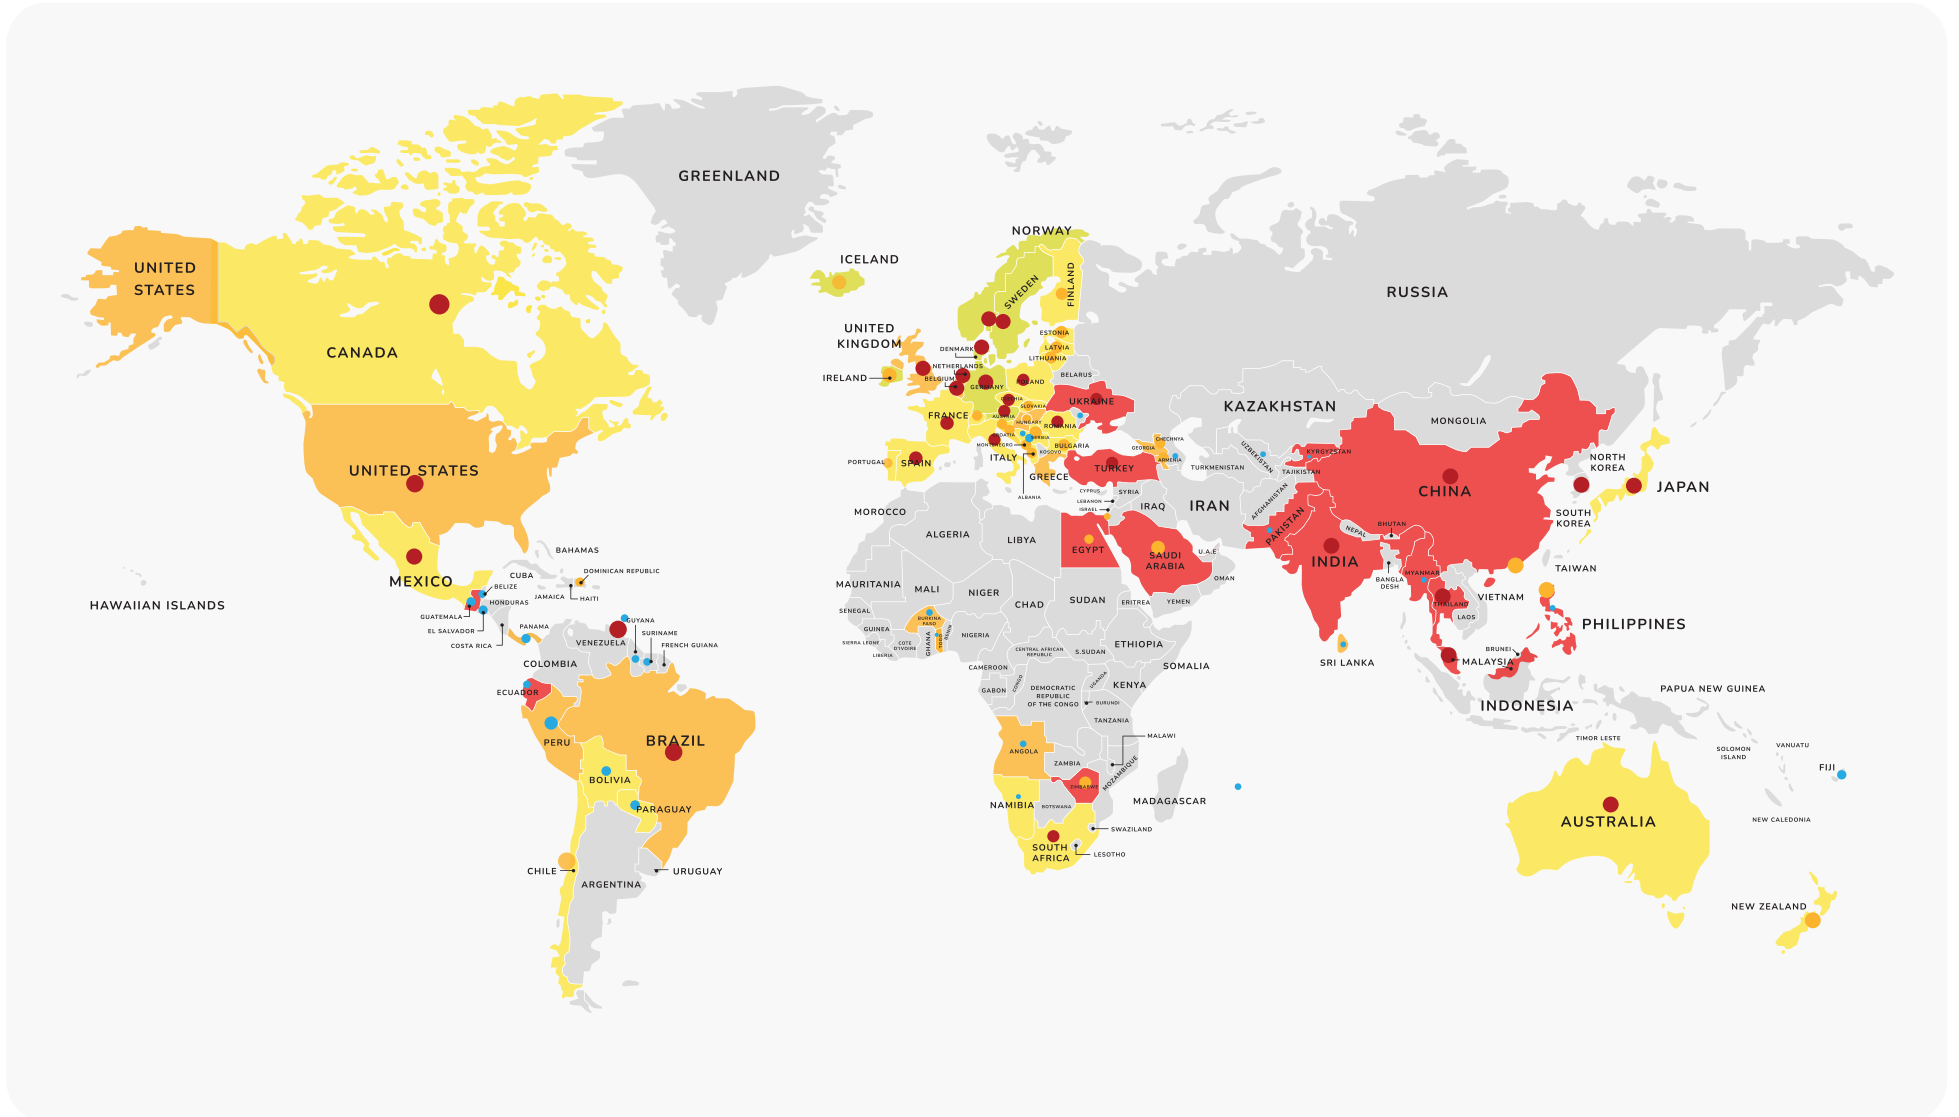 GREENLAND
NORWAY
ICELAND
UNITED
STATES
SWEDEN
FINLAND
RUSSIA
UNITED
KINGDOM
CANADA
ESTONIA
LATVIA
LITHUANIA
DENMARK
NETHERLANDS
BELGIUM
IRELAND
POLAND
BELARUS
GERMANY
CZECHIA
UKRAINE
SLOVAKIA
FRANCE
AUSTRIA
HUNGARY
ROMANIA
CROATIA
SERBIA
MONTENEGRO
BULGARIA
KOSOVO
ITALY
PORTUGAL
SPAIN
GREECE
ALBANIA
KAZAKHSTAN
MONGOLIA
CHECHNYA
GEORGIA
ARMENIA
UZBEKISTAN
KYRGYZSTAN
TURKMENISTAN
TAJIKISTAN
TURKEY
UNITED STATES
NORTH
KOREA
JAPAN
CHINA
SOUTH
KOREA
CYPRUS
SYRIA
LEBANON
ISRAEL
IRAQ
IRAN
AFGHANISTAN
PAKISTAN
NEPAL
BHUTAN
MOROCCO
ALGERIA
LIBYA
EGYPT
SAUDI
ARABIA
U.A.E
OMAN
YEMEN
INDIA
BANGLA
DESH
MYANMAR
TAIWAN
VIETNAM
THAILAND
LAOS
PHILIPPINES
MEXICO
BAHAMAS
CUBA
DOMINICAN REPUBLIC
BELIZE
JAMAICA
HAITI
HONDURAS
GUATEMALA
EL SALVADOR
COSTA RICA
PANAMA
HAWAIIAN ISLANDS
GUYANA
SURINAME
FRENCH GUIANA
VENEZUELA
COLOMBIA
ECUADOR
PERU
BRAZIL
BOLIVIA
PARAGUAY
CHILE
URUGUAY
ARGENTINA
MAURITANIA
MALI
NIGER
CHAD
SUDAN
ERITREA
SENEGAL
GUINEA
SIERRA LEONE
LIBERIA
COTE
D'IVOIRE
BURKINA
FASO
GHANA
TOGO
BENIN
NIGERIA
CENTRAL AFRICAN
REPUBLIC
S.SUDAN
ETHIOPIA
SOMALIA
CAMEROON
GABON
CONGO
DEMOCRATIC
REPUBLIC
OF THE CONGO
UGANDA
KENYA
BURUNDI
TANZANIA
MALAWI
ANGOLA
ZAMBIA
MOZAMBIQUE
ZIMBABWE
NAMIBIA
BOTSWANA
MADAGASCAR
SWAZILAND
SOUTH
AFRICA
LESOTHO
SRI LANKA
BRUNEI
MALAYSIA
INDONESIA
PAPUA NEW GUINEA
TIMOR LESTE
SOLOMON
ISLAND
VANUATU
FIJI
NEW CALEDONIA
AUSTRALIA
NEW ZEALAND